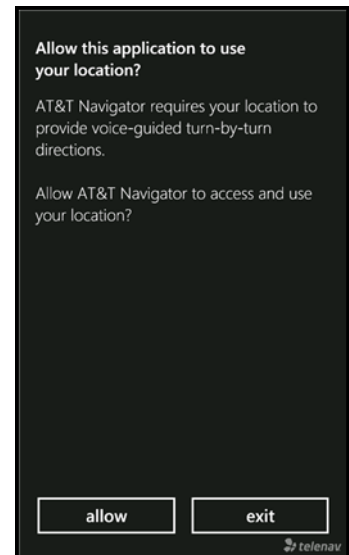 Allow this application to use
your location?
AT&T Navigator requires your location to
provide voice-guided turn-by-turn
directions.
Allow AT&T Navigator to access and use
your location?
allow
exit
telenav